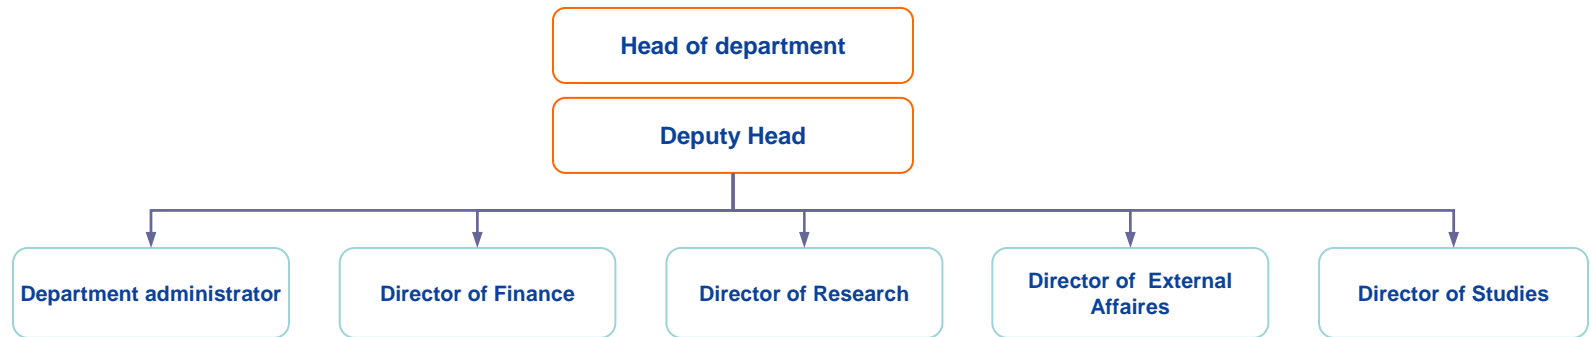 Head of department
Deputy Head
Department administrator
Director of Finance
Director of Research
Director of  External
Affaires
Director of Studies